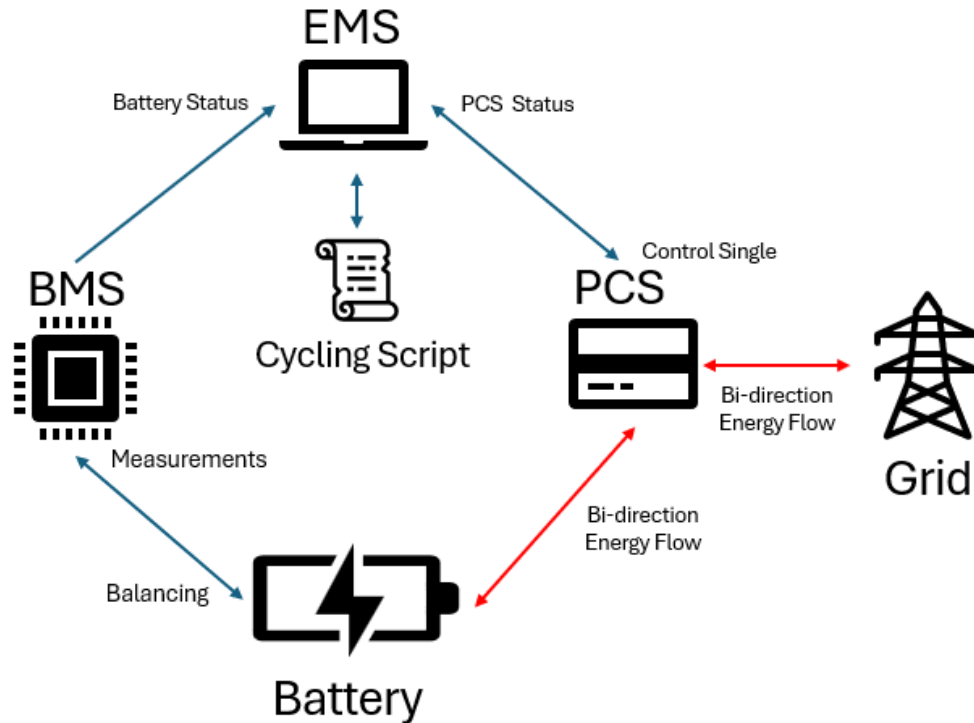 EMS
Battery Status
PCS Status
Control Single
BMS
PCS
Cycling Script
Bi-direction
Energy Flow
Grid
Measurements
Bi-direction
Energy Flow
Balancing
Battery